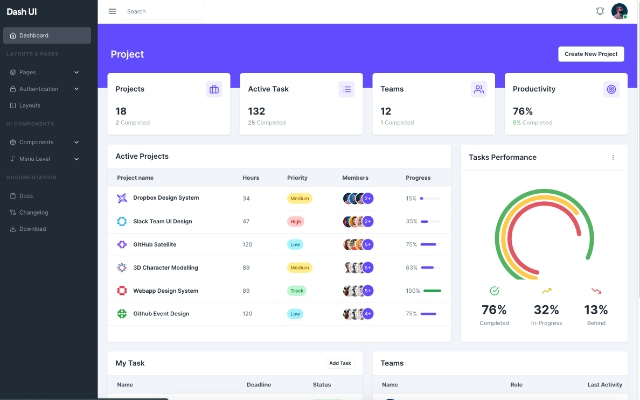 Dash UI
Search
Dashboard
LAYOUTS & PAGES
Pages
Authentication
Layouts
UI COMPONENTS
Components
Menu Level
DOCUMENTATION
Docs
Changelog
Download
Project
Create New Project
Projects
18
2 Completed
Active Task
132
28 Completed
Teams
12
1 Completed
Productivity
76%
5% Completed
Active Projects
Project name Hours Priority Members Progress
Dropbox Design System 34 Medium 2+ 15%
Slack Team UI Design 47 High 2+ 35%
GitHub Satellite 120 Low 5+ 75%
3D Character Modelling 89 Medium 5+ 63%
Webapp Design System 89 Track 5+ 100%
Github Event Design 120 Low 4+ 75%
Tasks Performance
76% 32% 13%
Completed In-Progress Behind
My Task
Add Task
Name Deadline Status
Teams
Name Role Last Activity